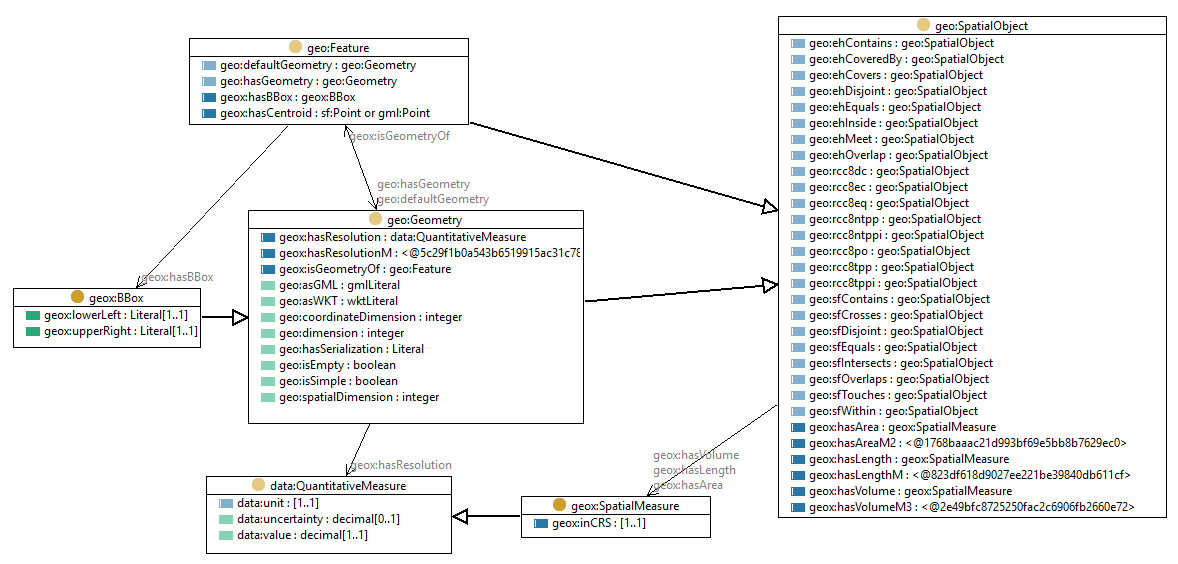 geo:Feature
geo:defaultGeometry : geo:Geometry
geo:hasGeometry : geo:Geometry
geox:hasBBox : geox:BBox
geox:hasCentroid : sf:Point or gml:Point
geox:isGeometryOf
geo:hasGeometry
geo:defaultGeometry
geox:hasBBox
geox:BBox
geox:lowerLeft : Literal[1..1]
geox:upperRight : Literal[1..1]
geo:Geometry
geox:hasResolution : data:QuantitativeMeasure
geox:hasResolutionM : <@5c29f1b0a543b6519915ac31c78
geox:isGeometryOf : geo:Feature
geo:asGML : gmlLiteral
geo:asWKT : wktLiteral
geo:coordinateDimension : integer
geo:dimension : integer
geo:hasSerialization : Literal
geo:isEmpty : boolean
geo:isSimple : boolean
geo:spatialDimension : integer
geox:hasResolution
data:QuantitativeMeasure
data:unit : [1..1]
data:uncertainty : decimal[0..1]
data:value : decimal[1..1]
geox:hasVolume
geox:hasLength
geox:hasArea
geox:SpatialMeasure
geox:inCRS : [1..1]
geo:SpatialObject
geo:ehContains : geo:SpatialObject
geo:ehCoveredBy : geo:SpatialObject
geo:ehCovers : geo:SpatialObject
geo:ehDisjoint : geo:SpatialObject
geo:ehEquals : geo:SpatialObject
geo:ehInside : geo:SpatialObject
geo:ehMeet : geo:SpatialObject
geo:ehOverlap : geo:SpatialObject
geo:rcc8dc : geo:SpatialObject
geo:rcc8ec : geo:SpatialObject
geo:rcc8eq : geo:SpatialObject
geo:rcc8ntpp : geo:SpatialObject
geo:rcc8ntppi : geo:SpatialObject
geo:rcc8po : geo:SpatialObject
geo:rcc8tpp : geo:SpatialObject
geo:rcc8tppi : geo:SpatialObject
geo:sfContains : geo:SpatialObject
geo:sfCrosses : geo:SpatialObject
geo:sfDisjoint : geo:SpatialObject
geo:sfEquals : geo:SpatialObject
geo:sfIntersects : geo:SpatialObject
geo:sfOverlaps : geo:SpatialObject
geo:sfTouches : geo:SpatialObject
geo:sfWithin : geo:SpatialObject
geox:hasArea : geox:SpatialMeasure
geox:hasAreaM2 : <@1768baaac21d993bf69e5bb8b7629ec0>
geox:hasLength : geox:SpatialMeasure
geox:hasLengthM : <@823df618d9027ee221be39840db611cf>
geox:hasVolume : geox:SpatialMeasure
geox:hasVolumeM3 : <@2e49bfc8725250fac2c6906fb2660e72>